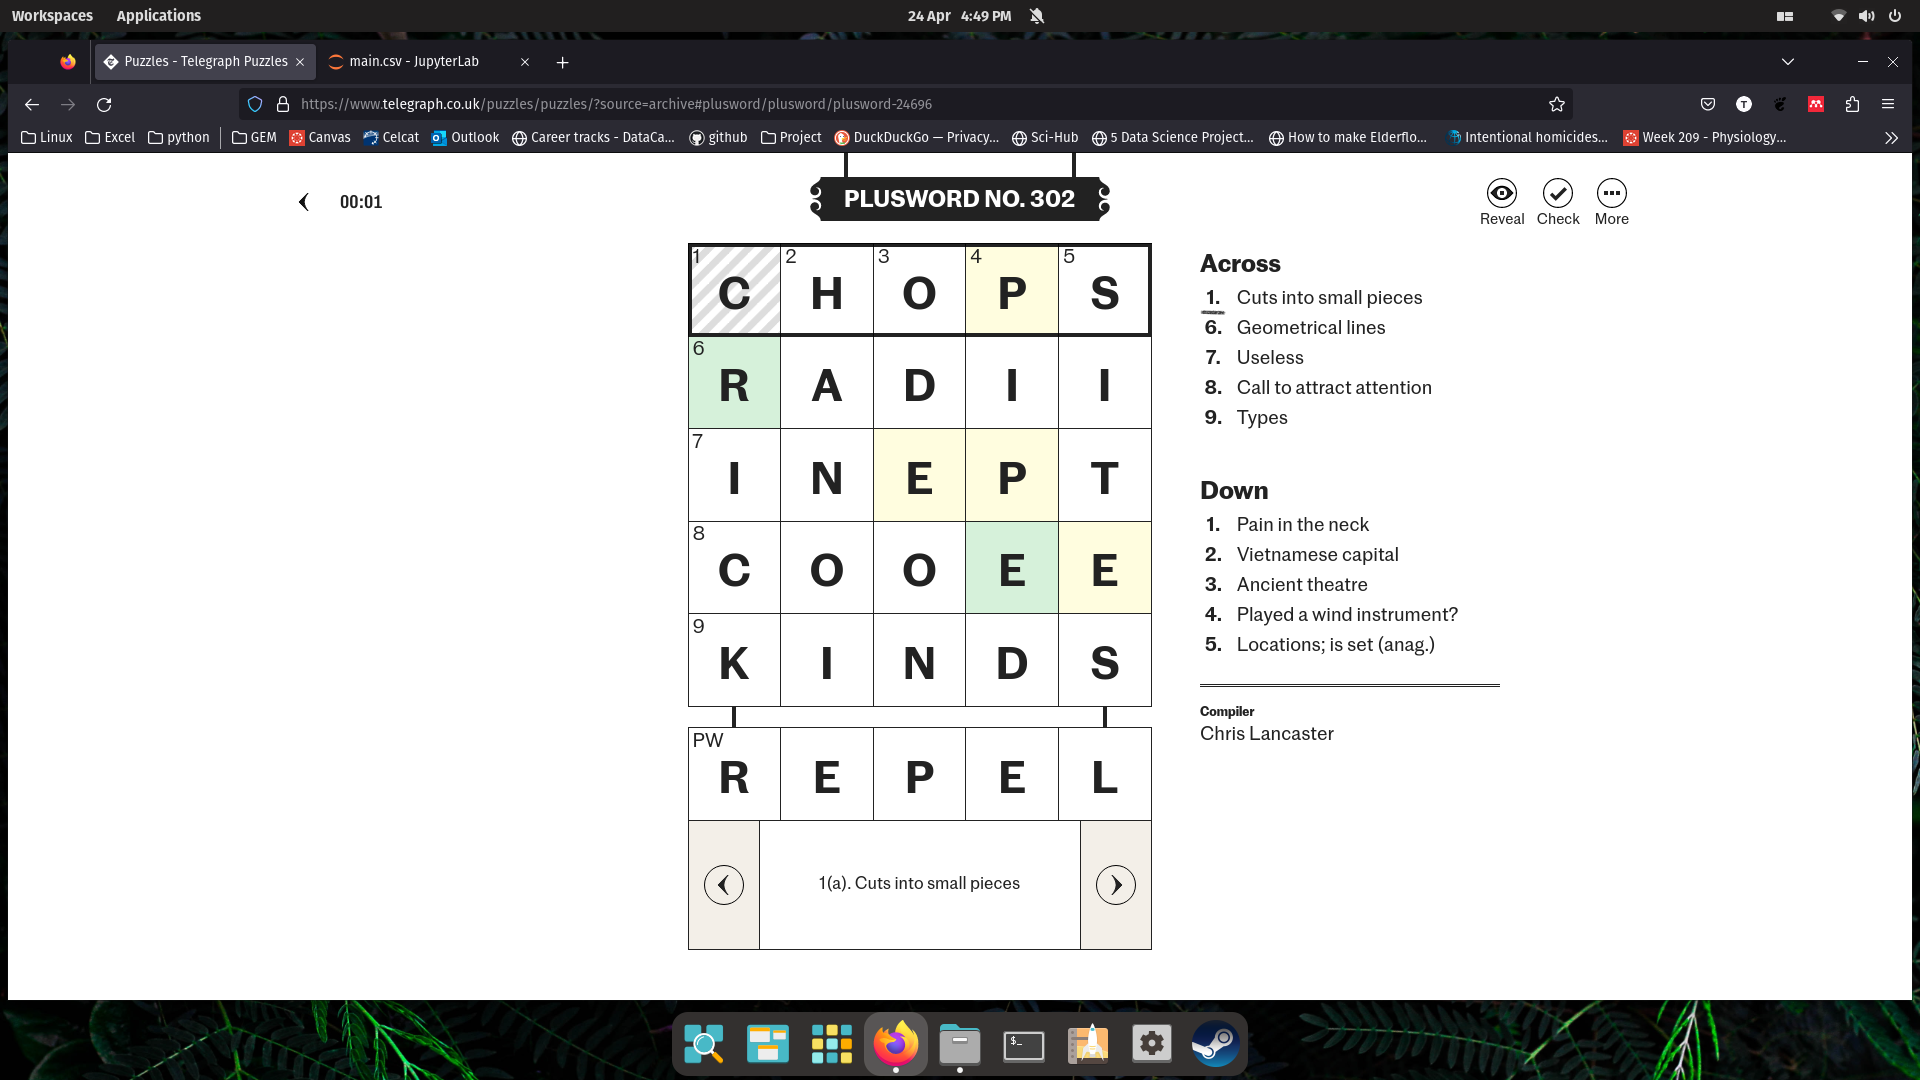 Workspaces Applications 24 Apr 4:49 PM
Puzzles - Telegraph Puzzles main.csv - JupyterLab
https://www.telegraph.co.uk/puzzles/puzzles/?source=archive#plusword/plusword/plusword-24696
Linux Excel python GEM Canvas Celcat Outlook Career tracks - DataCa... github Project DuckDuckGo — Privacy... Sci-Hub 5 Data Science Project... How to make Elderflo... Intentional homicides... Week 209 - Physiology...
00:01
PLUSWORD NO. 302
Reveal Check More
1 2 3 4 5
C H O P S
6
R A D I I
7
I N E P T
8
C O O E E
9
K I N D S
PW
R E P E L
1(a). Cuts into small pieces
Across
1. Cuts into small pieces
6. Geometrical lines
7. Useless
8. Call to attract attention
9. Types
Down
1. Pain in the neck
2. Vietnamese capital
3. Ancient theatre
4. Played a wind instrument?
5. Locations; is set (anag.)
Compiler
Chris Lancaster